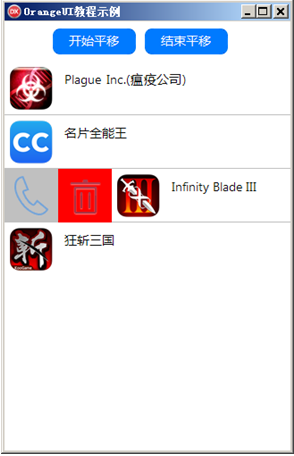 OrangeUI教程示例
开始平移 结束平移
Plague Inc.(瘟疫公司)
CC
名片全能王
III
Infinity Blade III
斩
狂斩三国